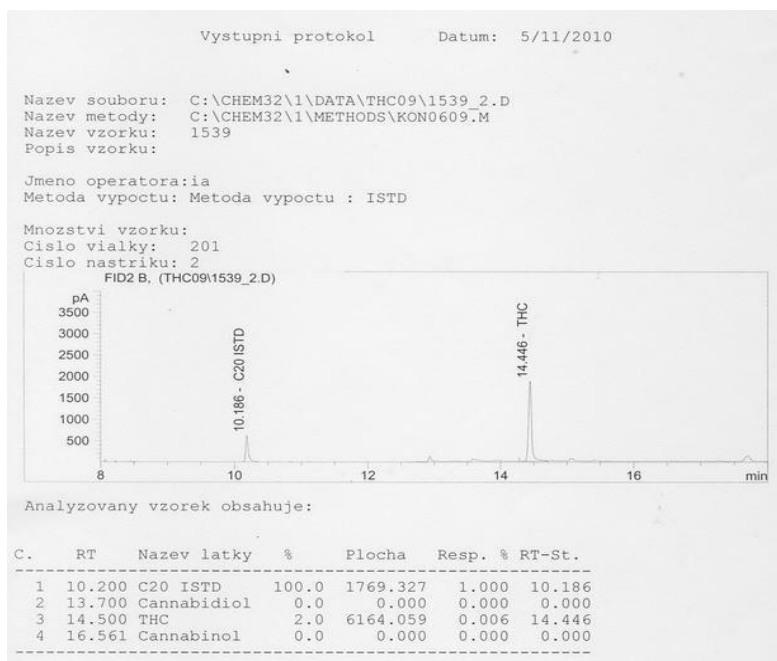 Vystupni protokol Datum: 5/11/2010
Nazev souboru: C:\CHEM32\1\DATA\THC09\1539_2.D
Nazev metody: C:\CHEM32\1\METHODS\KON0609.M
Nazev vzorku: 1539
Popis vzorku:
Jmeno operatora:ia
Metoda vypoctu: Metoda vypoctu : ISTD
Mnozstvi vzorku:
Cislo vialky: 201
Cislo nastriku: 2
FID2 B, (THC09\1539_2.D)
pA
3500
3000
2500
2000
1500
1000
500
10.186 - C20 ISTD
14.446 - THC
8 10 12 14 16 min
Analyzovany vzorek obsahuje:
C. RT Nazev latky % Plocha Resp. % RT-St.
1 10.200 C20 ISTD 100.0 1769.327 1.000 10.186
2 13.700 Cannabidiol 0.0 0.000 0.000 0.000
3 14.500 THC 2.0 6164.059 0.006 14.446
4 16.561 Cannabinol 0.0 0.000 0.000 0.000